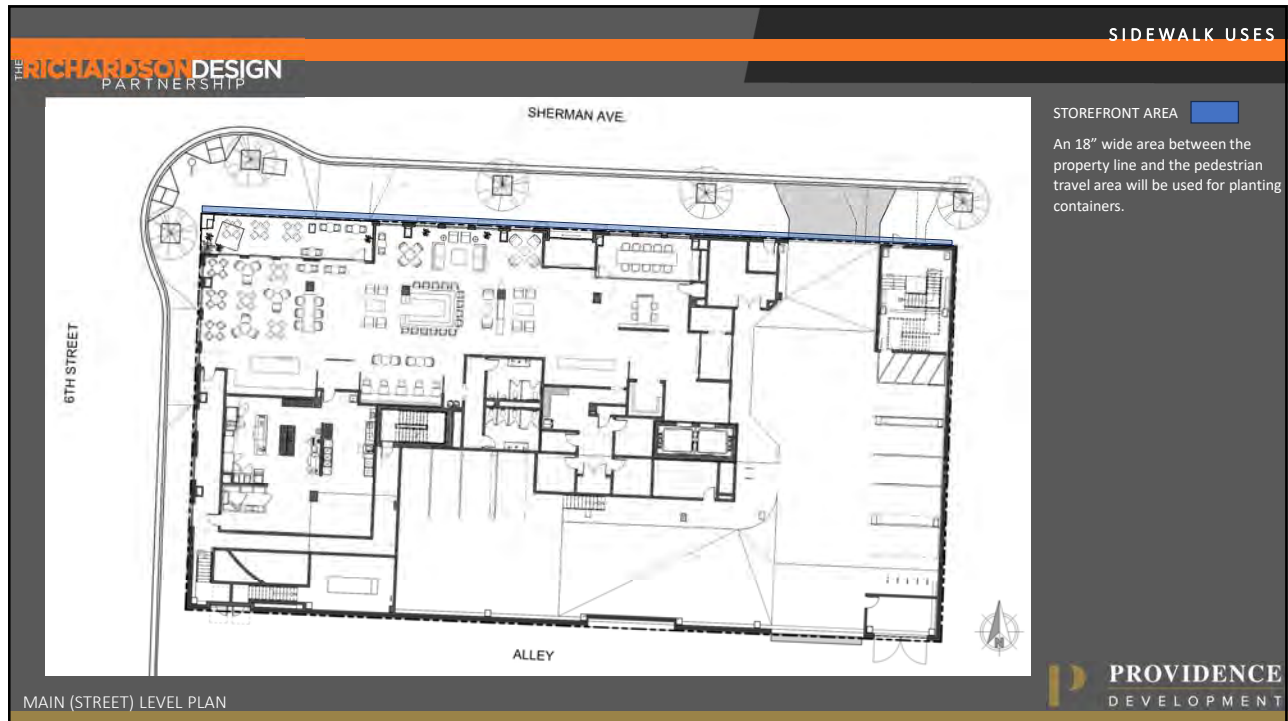 SIDEWALK USES
THE RICHARDSON DESIGN
PARTNERSHIP
SHERMAN AVE.
6TH STREET
ALLEY
N
STOREFRONT AREA
An 18” wide area between the
property line and the pedestrian
travel area will be used for planting
containers.
MAIN (STREET) LEVEL PLAN
PROVIDENCE
DEVELOPMENT